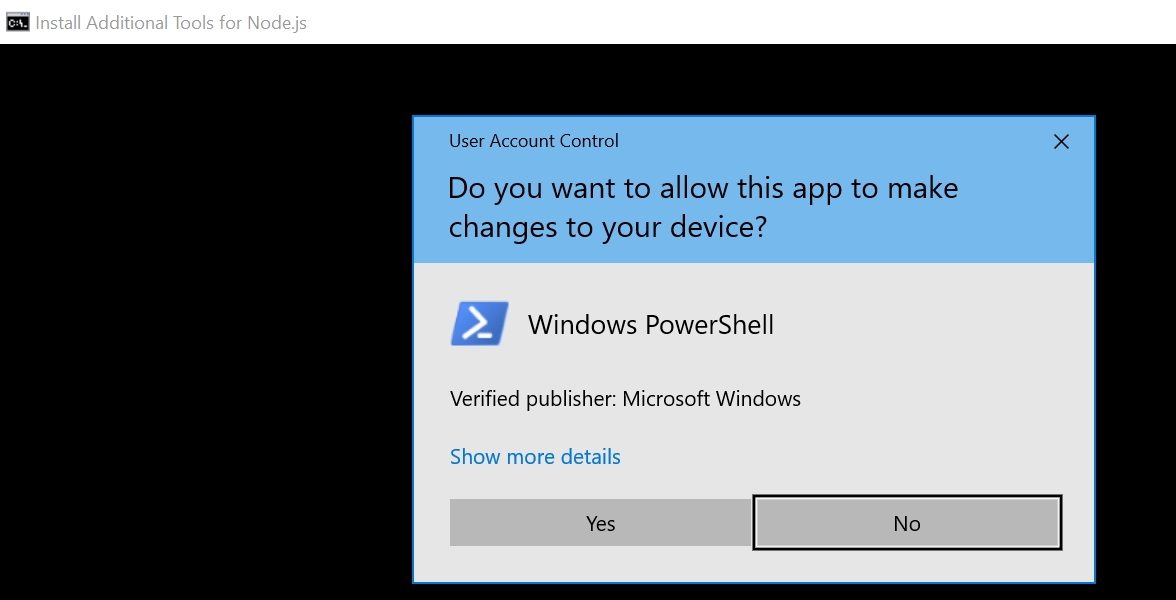 Install Additional Tools for Node.js
User Account Control
Do you want to allow this app to make
changes to your device?
Windows PowerShell
Verified publisher: Microsoft Windows
Show more details
Yes
No